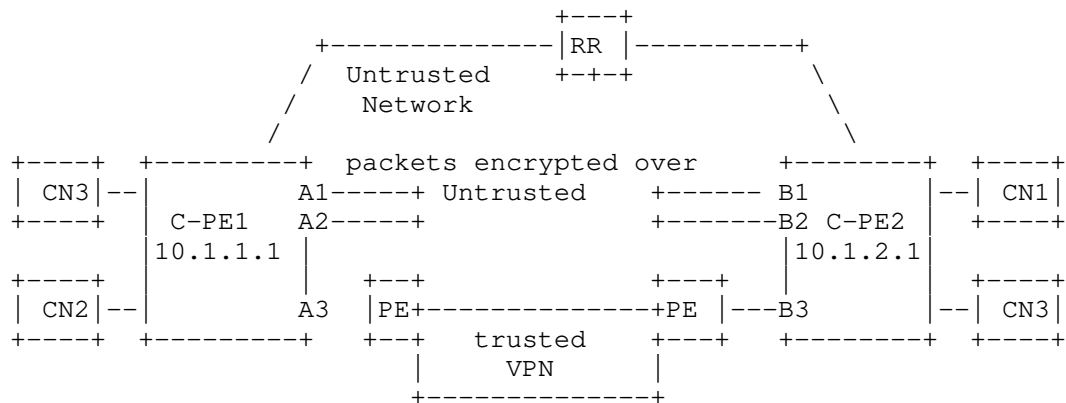 RR
Untrusted
Network
packets encrypted over
CN3 A1 Untrusted B1 CN1
C-PE1 A2 B2 C-PE2
10.1.1.1 10.1.2.1
CN2 A3 PE PE B3 CN3
trusted
VPN